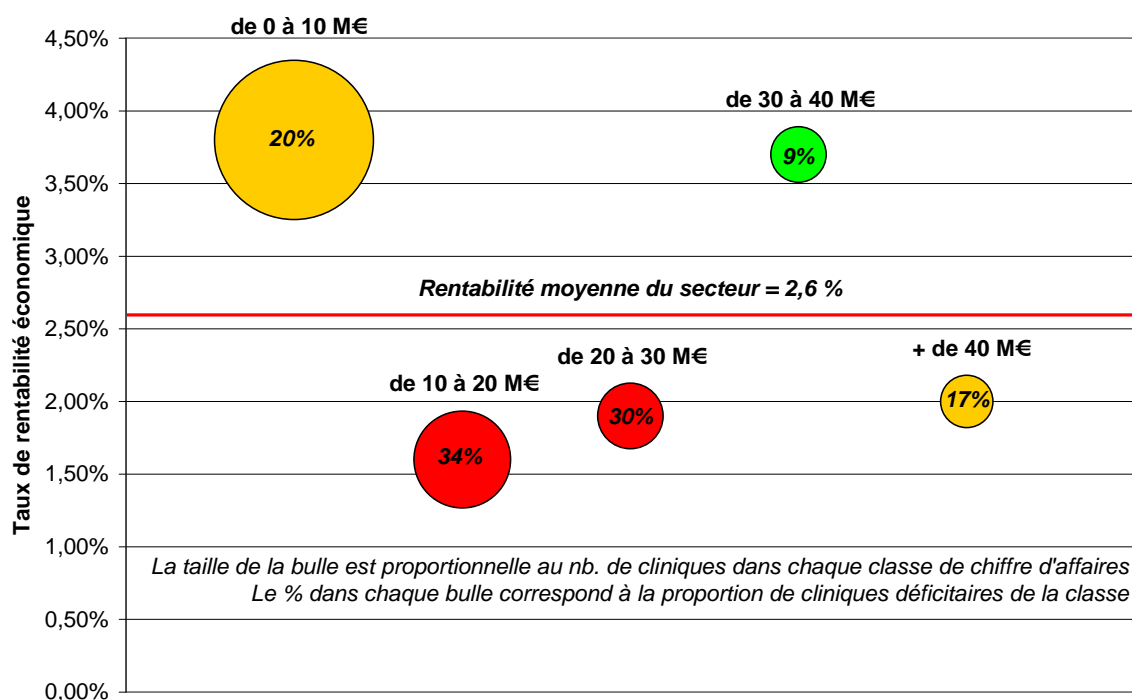 de 0 à 10 M€
4,50%
4,00%
de 30 à 40 M€
20%
9%
3,50%
3,00%
Rentabilité moyenne du secteur = 2,6 %
2,50%
de 20 à 30 M€
+ de 40 M€
de 10 à 20 M€
2,00%
30%
17%
34%
1,50%
1,00%
La taille de la bulle est proportionnelle au nb. de cliniques dans chaque classe de chiffre d'affaires
Le % dans chaque bulle correspond à la proportion de cliniques déficitaires de la classe
0,50%
0,00%
Taux de rentabilité économique